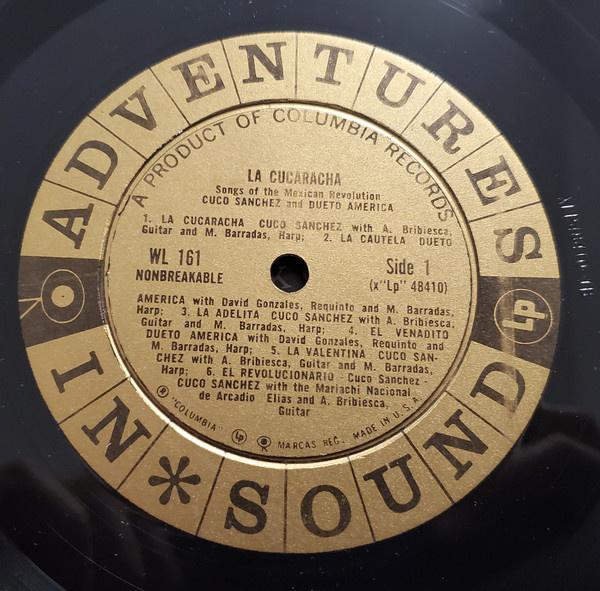 ADVENTURES
IN * SOUND
Lp
A PRODUCT OF COLUMBIA RECORDS
LA CUCARACHA
Songs of the Mexican Revolution
CUCO SANCHEZ and DUETO AMERICA
1. LA CUCARACHA CUCO SANCHEZ with A. Bribiesca,
Guitar and M. Barradas, Harp; 2. LA CAUTELA DUETO
WL 161
NONBREAKABLE
Side 1
(x"Lp" 48410)
AMERICA with David Gonzales, Requinto and M. Barradas,
Harp; 3. LA ADELITA CUCO SANCHEZ with A. Bribiesca,
Guitar and M. Barradas, Harp; 4. EL VENADITO
DUETO AMERICA with David Gonzales, Requinto and
M. Barradas, Harp; 5. LA VALENTINA CUCO SAN-
CHEZ with A. Bribiesca, Guitar and M. Barradas,
Harp; 6. EL REVOLUCIONARIO - Cuco Sanchez -
CUCO SANCHEZ with the Mariachi Nacional
de Arcadio Elias and A. Bribiesca,
Guitar
® "COLUMBIA" Lp MARCAS REG. MADE IN U.S.A.